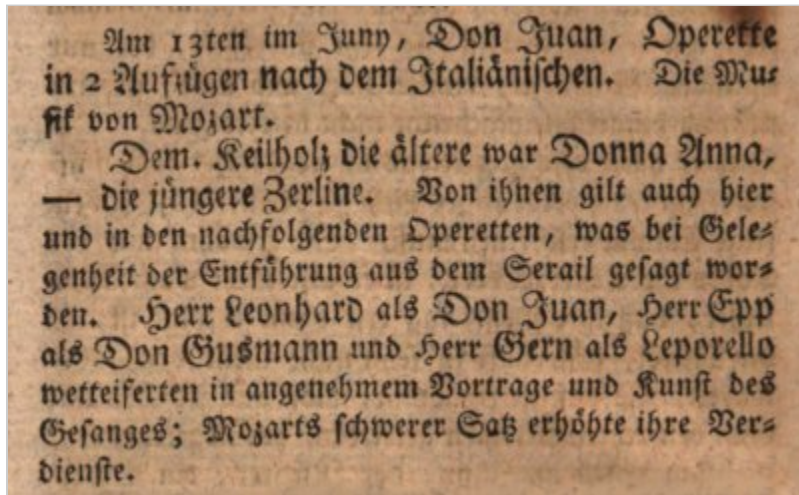 Am 13ten im Juny, Don Juan, Operette
in 2 Aufzügen nach dem Italiänischen. Die Mu-
sik von Mozart.
Dem. Keilholz die ältere war Donna Anna,
— die jüngere Zerline. Von ihnen gilt auch hier
und in den nachfolgenden Operetten, was bei Gele-
genheit der Entführung aus dem Serail gesagt wor-
den. Herr Leonhard als Don Juan, Herr Epp
als Don Gusmann und Herr Gern als Leporello
wetteiferten in angenehmem Vortrage und Kunst des
Gesanges; Mozarts schwerer Satz erhöhte ihre Ver-
dienste.